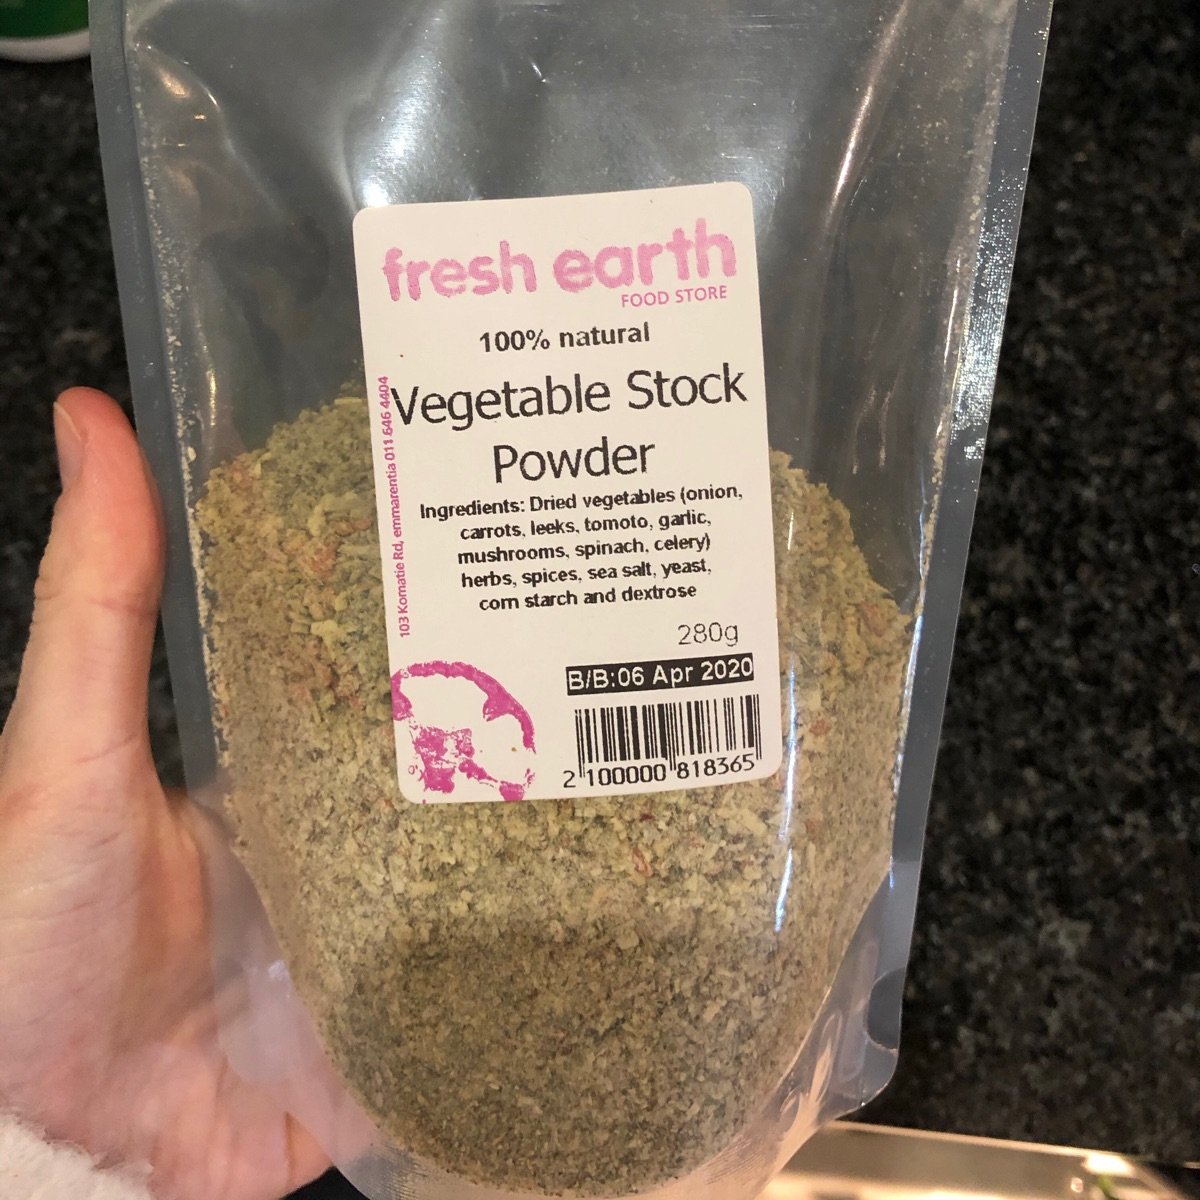 fresh earth
FOOD STORE
100% natural
Vegetable Stock
Powder
Ingredients: Dried vegetables (onion,
carrots, leeks, tomoto, garlic,
mushrooms, spinach, celery)
herbs, spices, sea salt, yeast,
corn starch and dextrose
280g
B/B:06 Apr 2020
2 100000 818365
103 Komatie Rd, emmarentia 011 646 4404